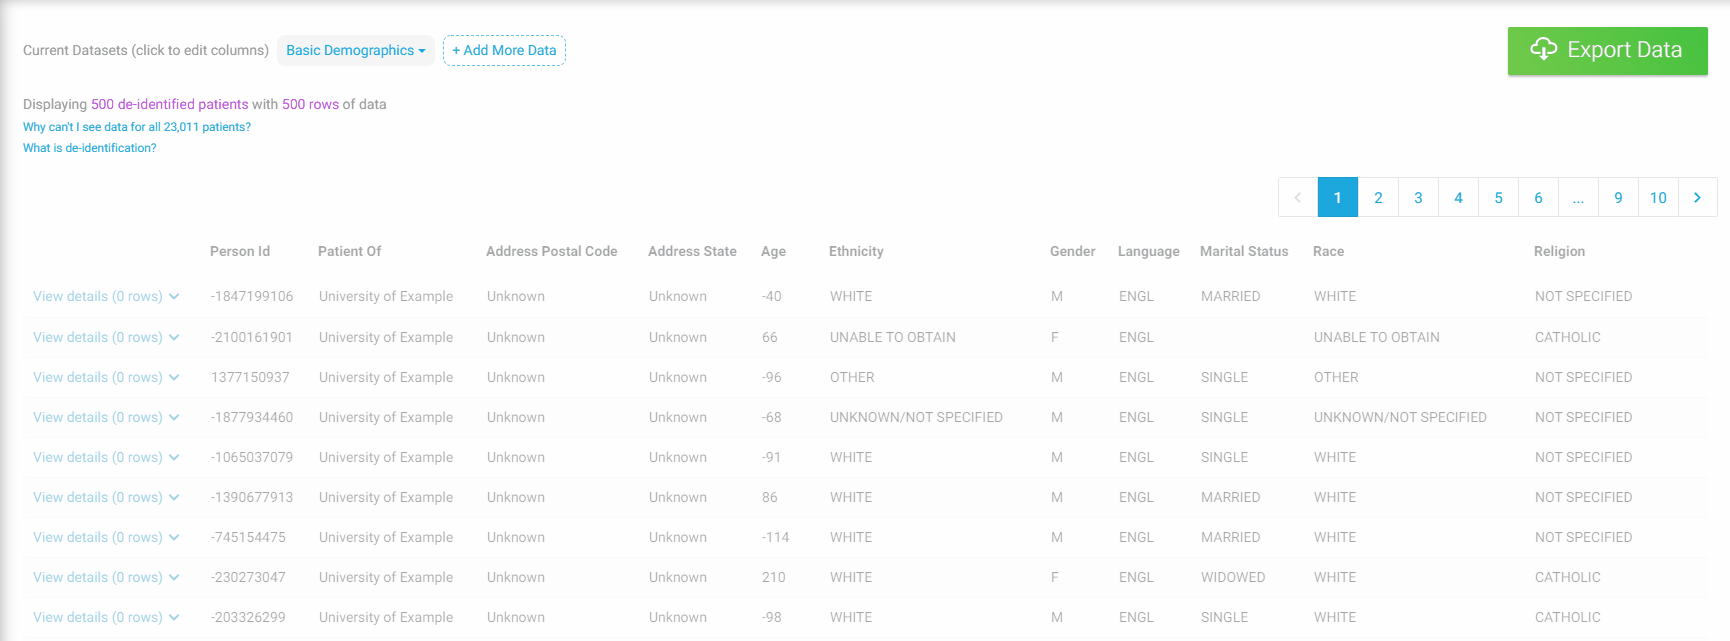 Current Datasets (click to edit columns) Basic Demographics + Add More Data Export Data
Displaying 500 de-identified patients with 500 rows of data
Why can't I see data for all 23,011 patients?
What is de-identification?
1 2 3 4 5 6 ... 9 10
Person Id Patient Of Address Postal Code Address State Age Ethnicity Gender Language Marital Status Race Religion
View details (0 rows) -1847199106 University of Example Unknown Unknown -40 WHITE M ENGL MARRIED WHITE NOT SPECIFIED
View details (0 rows) -2100161901 University of Example Unknown Unknown 66 UNABLE TO OBTAIN F ENGL UNABLE TO OBTAIN CATHOLIC
View details (0 rows) 1377150937 University of Example Unknown Unknown -96 OTHER M ENGL SINGLE OTHER NOT SPECIFIED
View details (0 rows) -1877934460 University of Example Unknown Unknown -68 UNKNOWN/NOT SPECIFIED M ENGL SINGLE UNKNOWN/NOT SPECIFIED NOT SPECIFIED
View details (0 rows) -1065037079 University of Example Unknown Unknown -91 WHITE M ENGL SINGLE WHITE NOT SPECIFIED
View details (0 rows) -1390677913 University of Example Unknown Unknown 86 WHITE M ENGL MARRIED WHITE NOT SPECIFIED
View details (0 rows) -745154475 University of Example Unknown Unknown -114 WHITE M ENGL MARRIED WHITE NOT SPECIFIED
View details (0 rows) -230273047 University of Example Unknown Unknown 210 WHITE F ENGL WIDOWED WHITE CATHOLIC
View details (0 rows) -203326299 University of Example Unknown Unknown -98 WHITE M ENGL SINGLE WHITE CATHOLIC